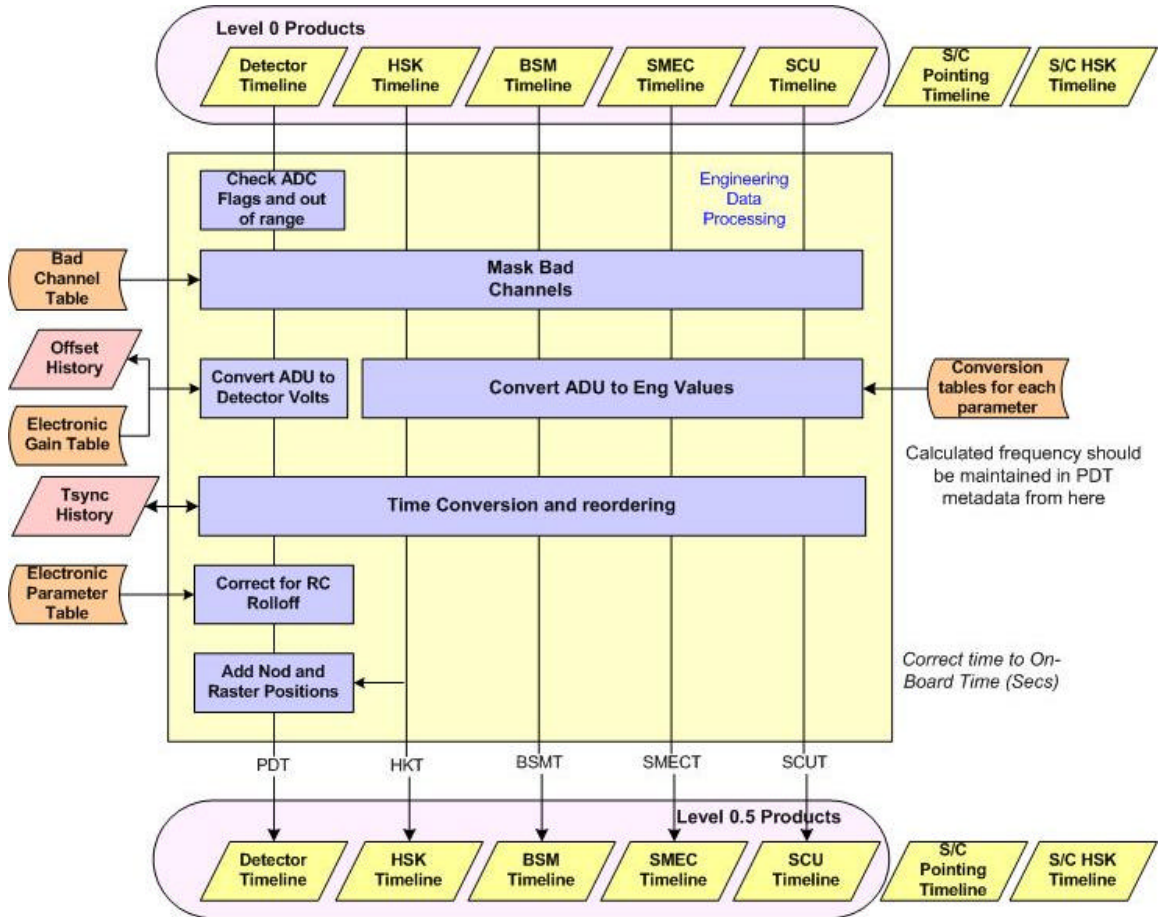 Level 0 Products
Detector
Timeline
HSK
Timeline
BSM
Timeline
SMEC
Timeline
SCU
Timeline
S/C
Pointing
Timeline
S/C HSK
Timeline
Check ADC
Flags and out
of range
Engineering
Data
Processing
Bad
Channel
Table
Mask Bad
Channels
Offset
History
Electronic
Gain Table
Convert ADU to
Detector Volts
Convert ADU to Eng Values
Conversion
tables for each
parameter
Calculated frequency should
be maintained in PDT
metadata from here
Tsync
History
Time Conversion and reordering
Electronic
Parameter
Table
Correct for RC
Rolloff
Add Nod and
Raster Positions
Correct time to On-
Board Time (Secs)
PDT
HKT
BSMT
SMECT
SCUT
Level 0.5 Products
Detector
Timeline
HSK
Timeline
BSM
Timeline
SMEC
Timeline
SCU
Timeline
S/C
Pointing
Timeline
S/C HSK
Timeline